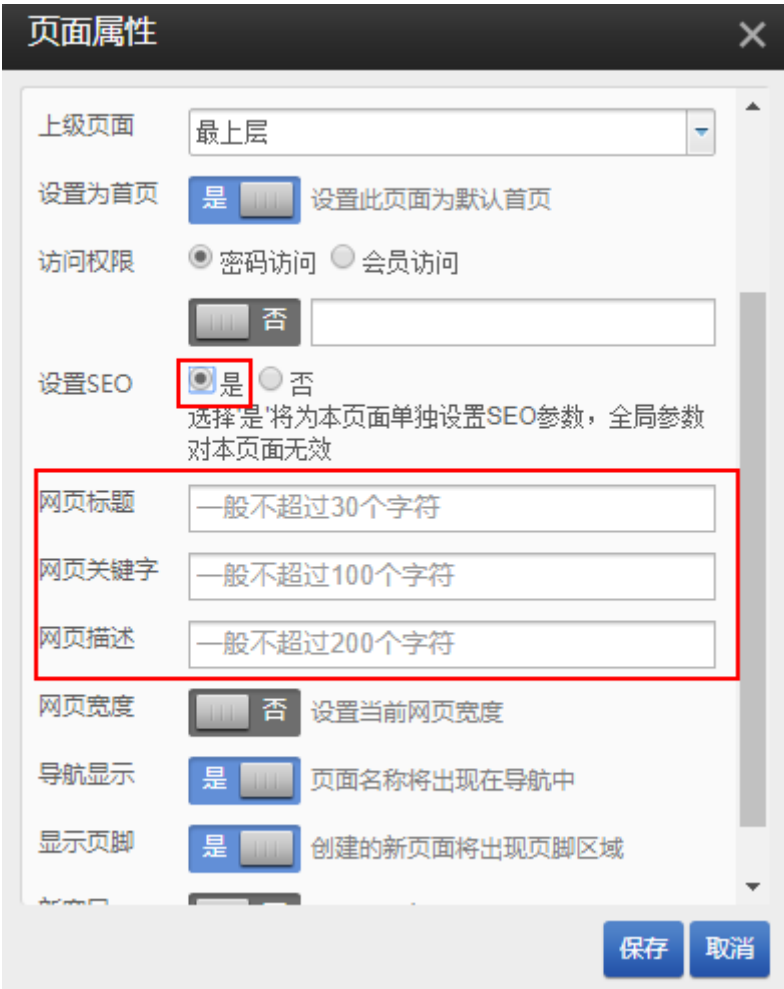 页面属性
上级页面 最上层
设置为首页 是 设置此页面为默认首页
访问权限 密码访问 会员访问
否
设置SEO 是 否
选择'是'将为本页面单独设置SEO参数，全局参数
对本页面无效
网页标题 一般不超过30个字符
网页关键字 一般不超过100个字符
网页描述 一般不超过200个字符
网页宽度 否 设置当前网页宽度
导航显示 是 页面名称将出现在导航中
显示页脚 是 创建的新页面将出现页脚区域
保存 取消